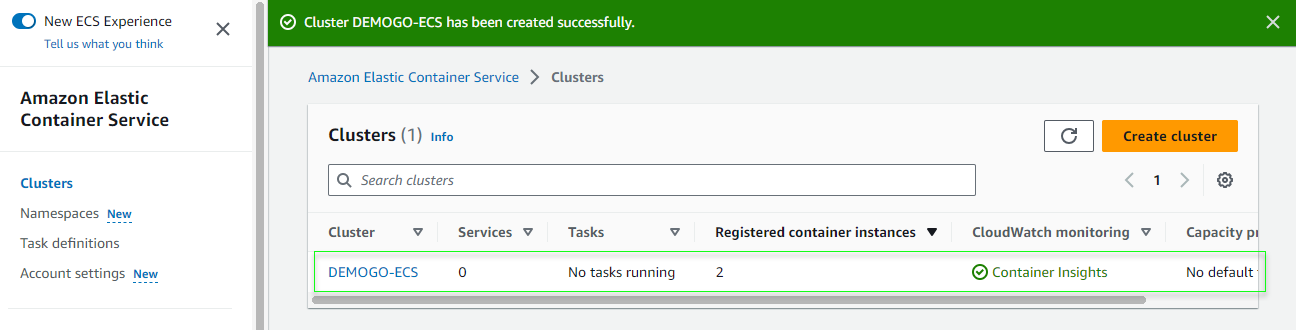 New ECS Experience
Tell us what you think
Amazon Elastic
Container Service
Clusters
Namespaces New
Task definitions
Account settings New
Cluster DEMOGO-ECS has been created successfully.
Amazon Elastic Container Service > Clusters
Clusters (1) Info
Create cluster
Search clusters
1
Cluster Services Tasks Registered container instances CloudWatch monitoring Capacity
DEMOGO-ECS 0 No tasks running 2 Container Insights No default